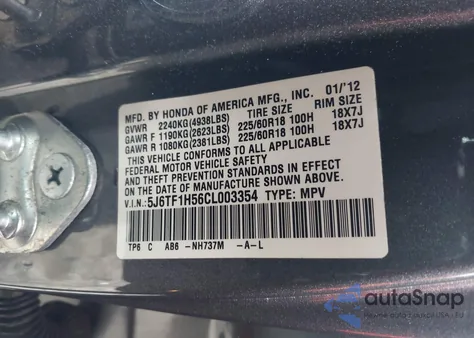 MFD. BY HONDA OF AMERICA MFG., INC. 01/'12
GVWR 2240KG(4938LBS) TIRE SIZE RIM SIZE
GAWR F 1190KG(2623LBS) 225/60R18 100H 18X7J
GAWR R 1080KG(2381LBS) 225/60R18 100H 18X7J
THIS VEHICLE CONFORMS TO ALL APPLICABLE
FEDERAL MOTOR VEHICLE SAFETY, BUMPER, AND
THEFT PREVENTION STANDARDS IN EFFECT
ON THE DATE OF MANUFACTURE SHOWN ABOVE.
V.I.N.: 5J6TF1H56CL003354 TYPE: MPV
TP6 C AB6 -NH737M -A-L
autoSnap